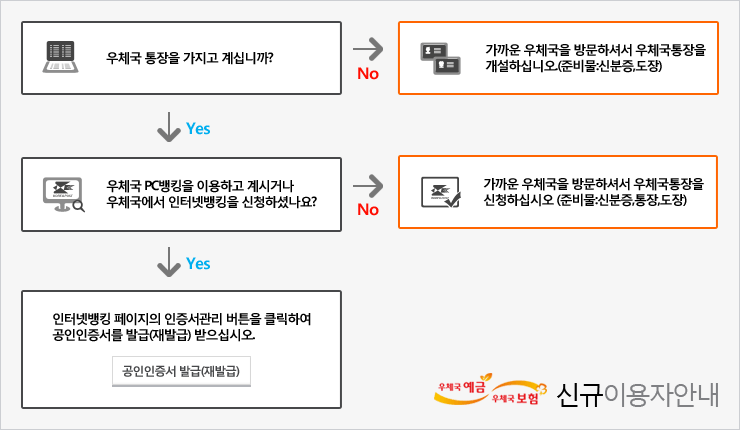 우체국 통장을 가지고 계십니까?
No
가까운 우체국을 방문하셔서 우체국통장을
개설하십니오.(준비물:신분증,도장)
Yes
우체국 PC뱅킹을 이용하고 계시거나
우체국에서 인터넷뱅킹을 신청하셨나요?
No
가까운 우체국을 방문하셔서 우체국통장을
신청하십시오 (준비물:신분증,통장,도장)
Yes
인터넷뱅킹 페이지의 인증서관리 버튼을 클릭하여
공인인증서를 발급(재발급) 받으십시오.
공인인증서 발급(재발급)
우체국 예금
우체국 보험
신규이용자안내